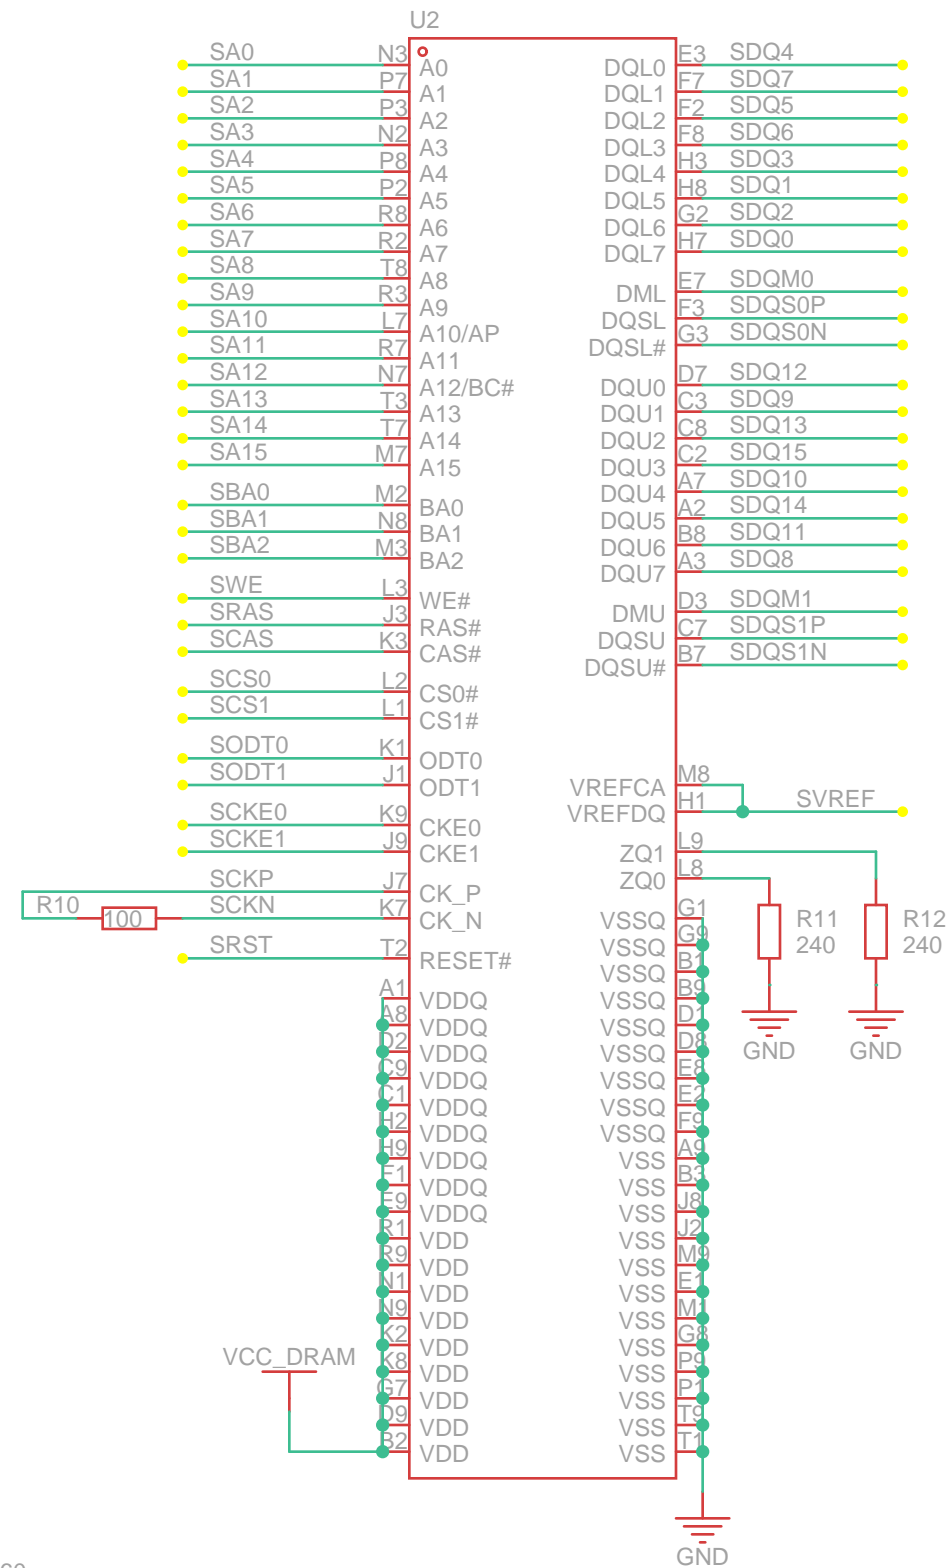 U2
SA0 N3 A0 DQL0 E3 SDQ4
SA1 P7 A1 DQL1 F7 SDQ7
SA2 P3 A2 DQL2 F2 SDQ5
SA3 N2 A3 DQL3 F8 SDQ6
SA4 P8 A4 DQL4 H3 SDQ3
SA5 P2 A5 DQL5 H8 SDQ1
SA6 R8 A6 DQL6 G2 SDQ2
SA7 R2 A7 DQL7 H7 SDQ0
SA8 T8 A8
SA9 R3 A9 DML E7 SDQM0
SA10 L7 A10/AP DQSL F3 SDQS0P
SA11 R7 A11 DQSL# G3 SDQS0N
SA12 N7 A12/BC# DQU0 D7 SDQ12
SA13 T3 A13 DQU1 C3 SDQ9
SA14 T7 A14 DQU2 C8 SDQ13
SA15 M7 A15 DQU3 C2 SDQ15
DQU4 A7 SDQ10
SBA0 M2 BA0 DQU5 A2 SDQ14
SBA1 N8 BA1 DQU6 B8 SDQ11
SBA2 M3 BA2 DQU7 A3 SDQ8
SWE L3 WE# DMU D3 SDQM1
SRAS J3 RAS# DQSU C7 SDQS1P
SCAS K3 CAS# DQSU# B7 SDQS1N
SCS0 L2 CS0#
SCS1 L1 CS1#
SODT0 K1 ODT0
SODT1 J1 ODT1 VREFCA M8
SCKE0 K9 CKE0 VREFDQ H1 SVREF
SCKE1 J9 CKE1 ZQ1 L9
SCKP J7 CK_P ZQ0 L8
R10 100 SCKN K7 CK_N VSSQ G1 R11 R12
VSSQ G9 240 240
SRST T2 RESET# VSSQ B1
A1 VDDQ VSSQ B9
A8 VDDQ VSSQ D1
D2 VDDQ VSSQ D8 GND GND
C9 VDDQ VSSQ E8
C1 VDDQ VSSQ E2
H2 VDDQ VSSQ F9
H9 VDDQ VSS A9
F1 VDDQ VSS B3
E9 VDDQ VSS J8
R1 VDD VSS J2
R9 VDD VSS M9
N1 VDD VSS E1
N9 VDD VSS M1
K2 VDD VSS G8
VCC_DRAM K8 VDD VSS P9
G7 VDD VSS P1
D9 VDD VSS T9
B2 VDD VSS T1
GND